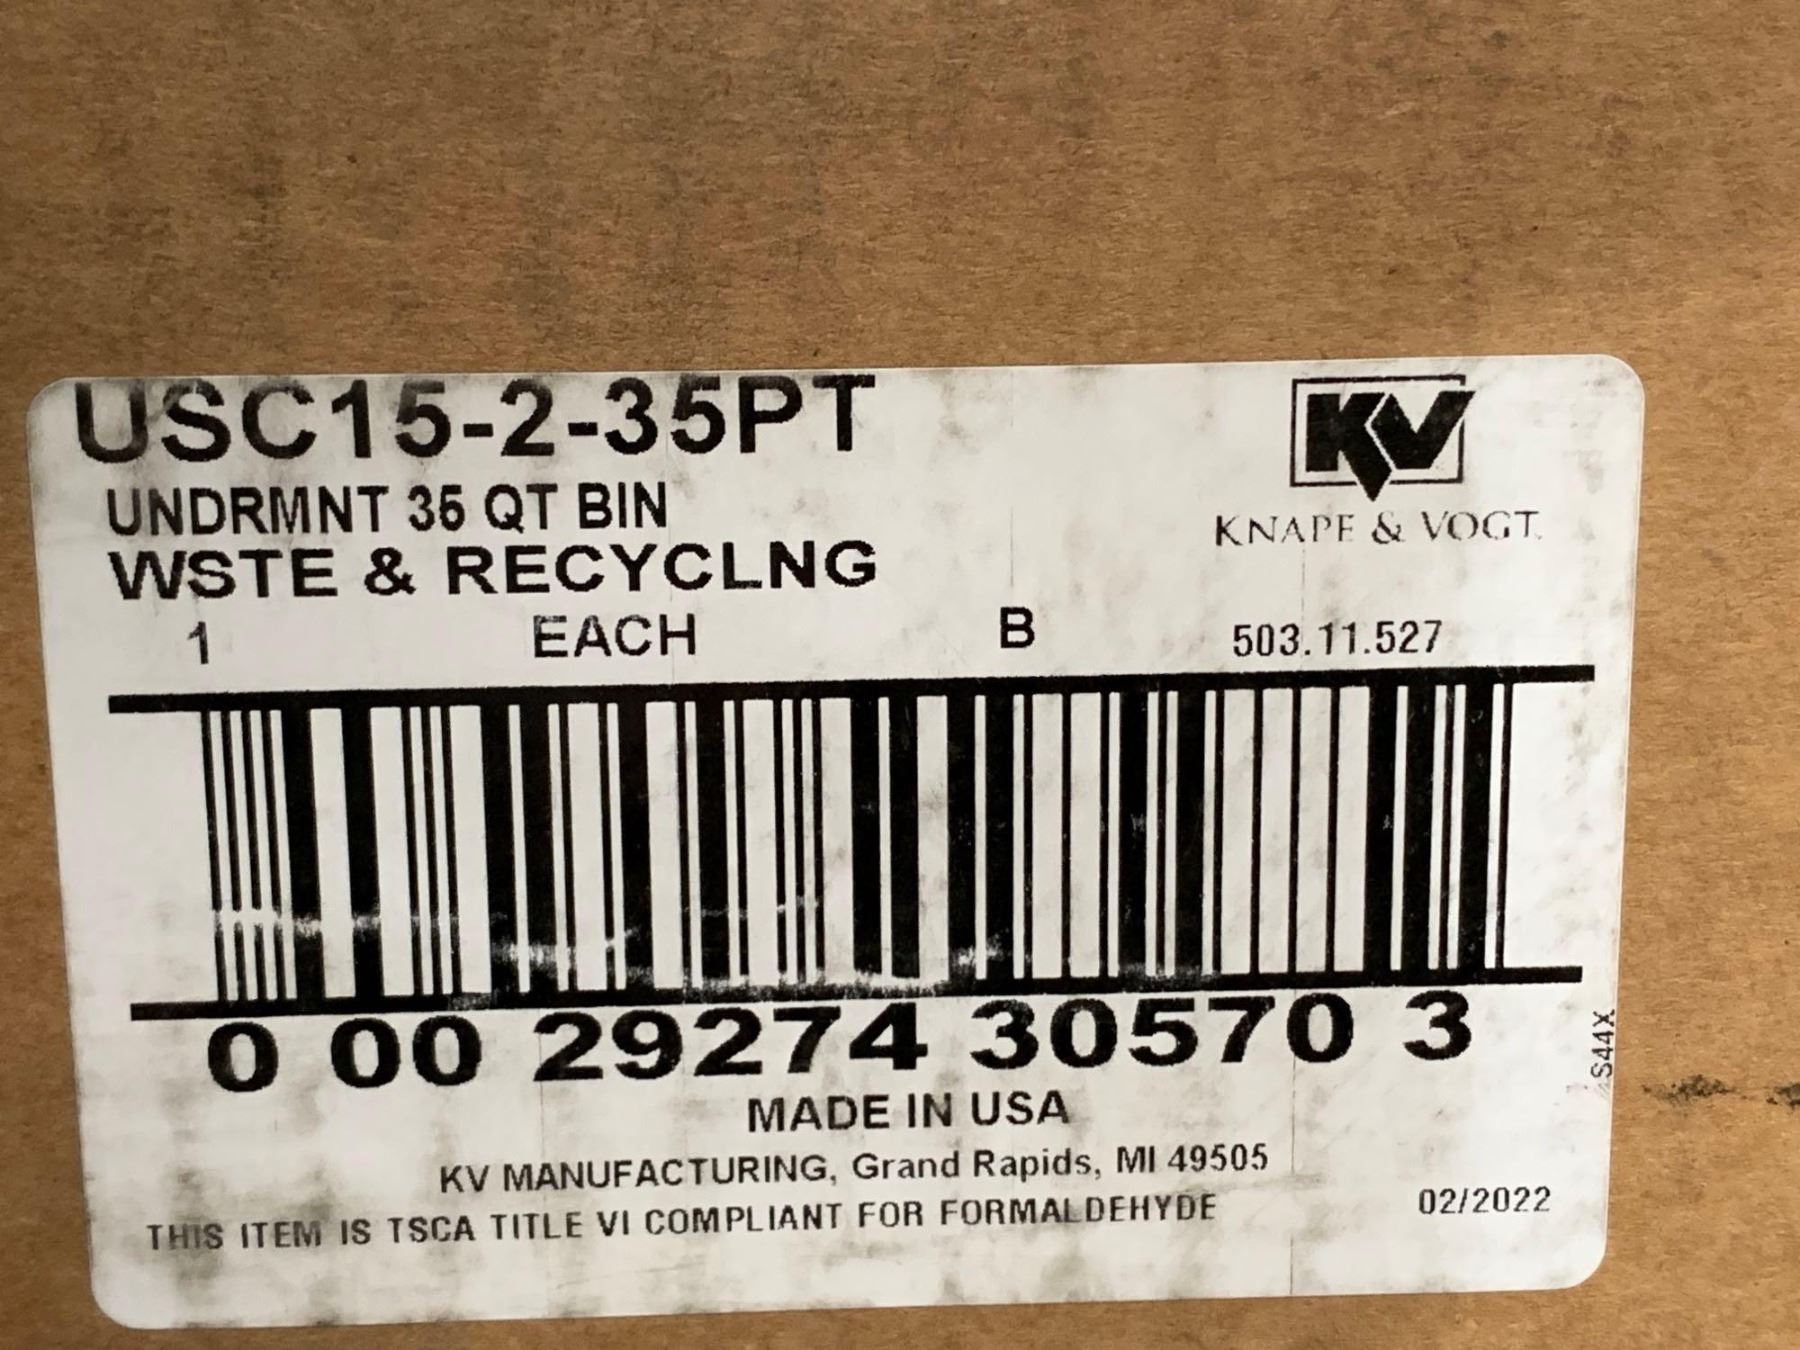 USC15-2-35PT
KV
UNDRMNT 35 QT BIN
KNAPE & VOGT.
WSTE & RECYCLNG
1 EACH B 503.11.527
0 00 29274 30570 3
S44X
MADE IN USA
KV MANUFACTURING, Grand Rapids, MI 49505
THIS ITEM IS TSCA TITLE VI COMPLIANT FOR FORMALDEHYDE 02/2022